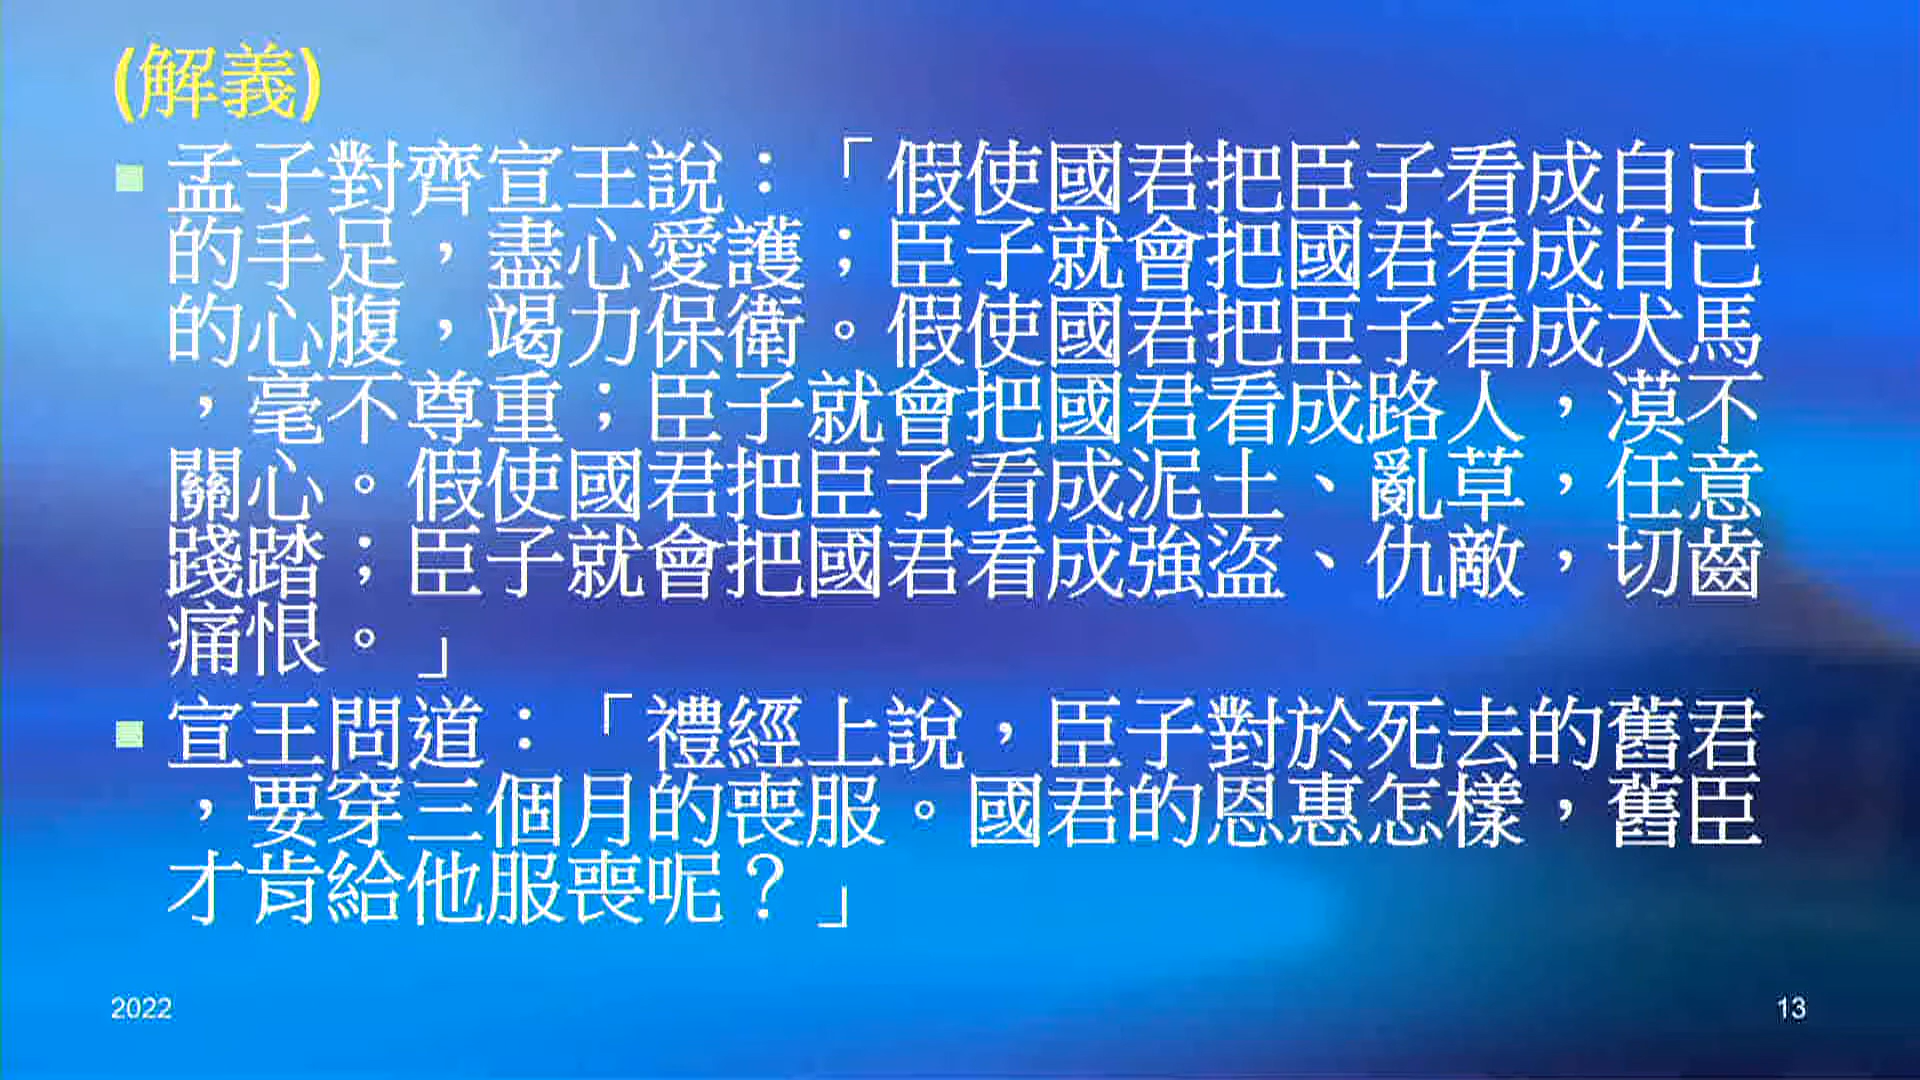 (解義)
孟子對齊宣王說：「假使國君把臣子看成自己
的手足，盡心愛護；臣子就會把國君看成自己
的心腹，竭力保衛。假使國君把臣子看成犬馬
，毫不尊重；臣子就會把國君看成路人，漠不
關心。假使國君把臣子看成泥土、亂草，任意
踐踏；臣子就會把國君看成強盜、仇敵，切齒
痛恨。」
宣王問道：「禮經上說，臣子對於死去的舊君
，要穿三個月的喪服。國君的恩惠怎樣，舊臣
才肯給他服喪呢？」
2022
13